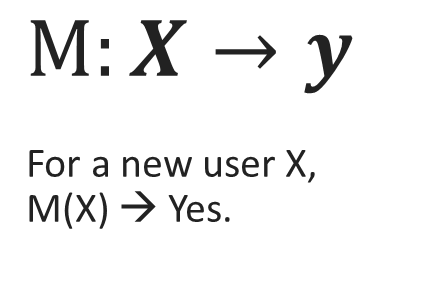 M: X → y
For a new user X,
M(X) → Yes.